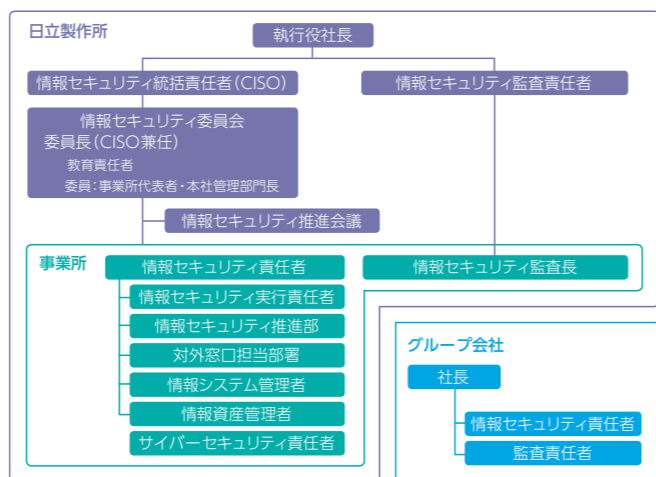 日立製作所
執行役社長
情報セキュリティ統括責任者(CISO)
情報セキュリティ監査責任者
情報セキュリティ委員会
委員長(CISO兼任)
教育責任者
委員:事業所代表者・本社管理部門長
情報セキュリティ推進会議
事業所
情報セキュリティ責任者
情報セキュリティ監査長
情報セキュリティ実行責任者
情報セキュリティ推進部
対外窓口担当部署
情報システム管理者
情報資産管理者
サイバーセキュリティ責任者
グループ会社
社長
情報セキュリティ責任者
監査責任者